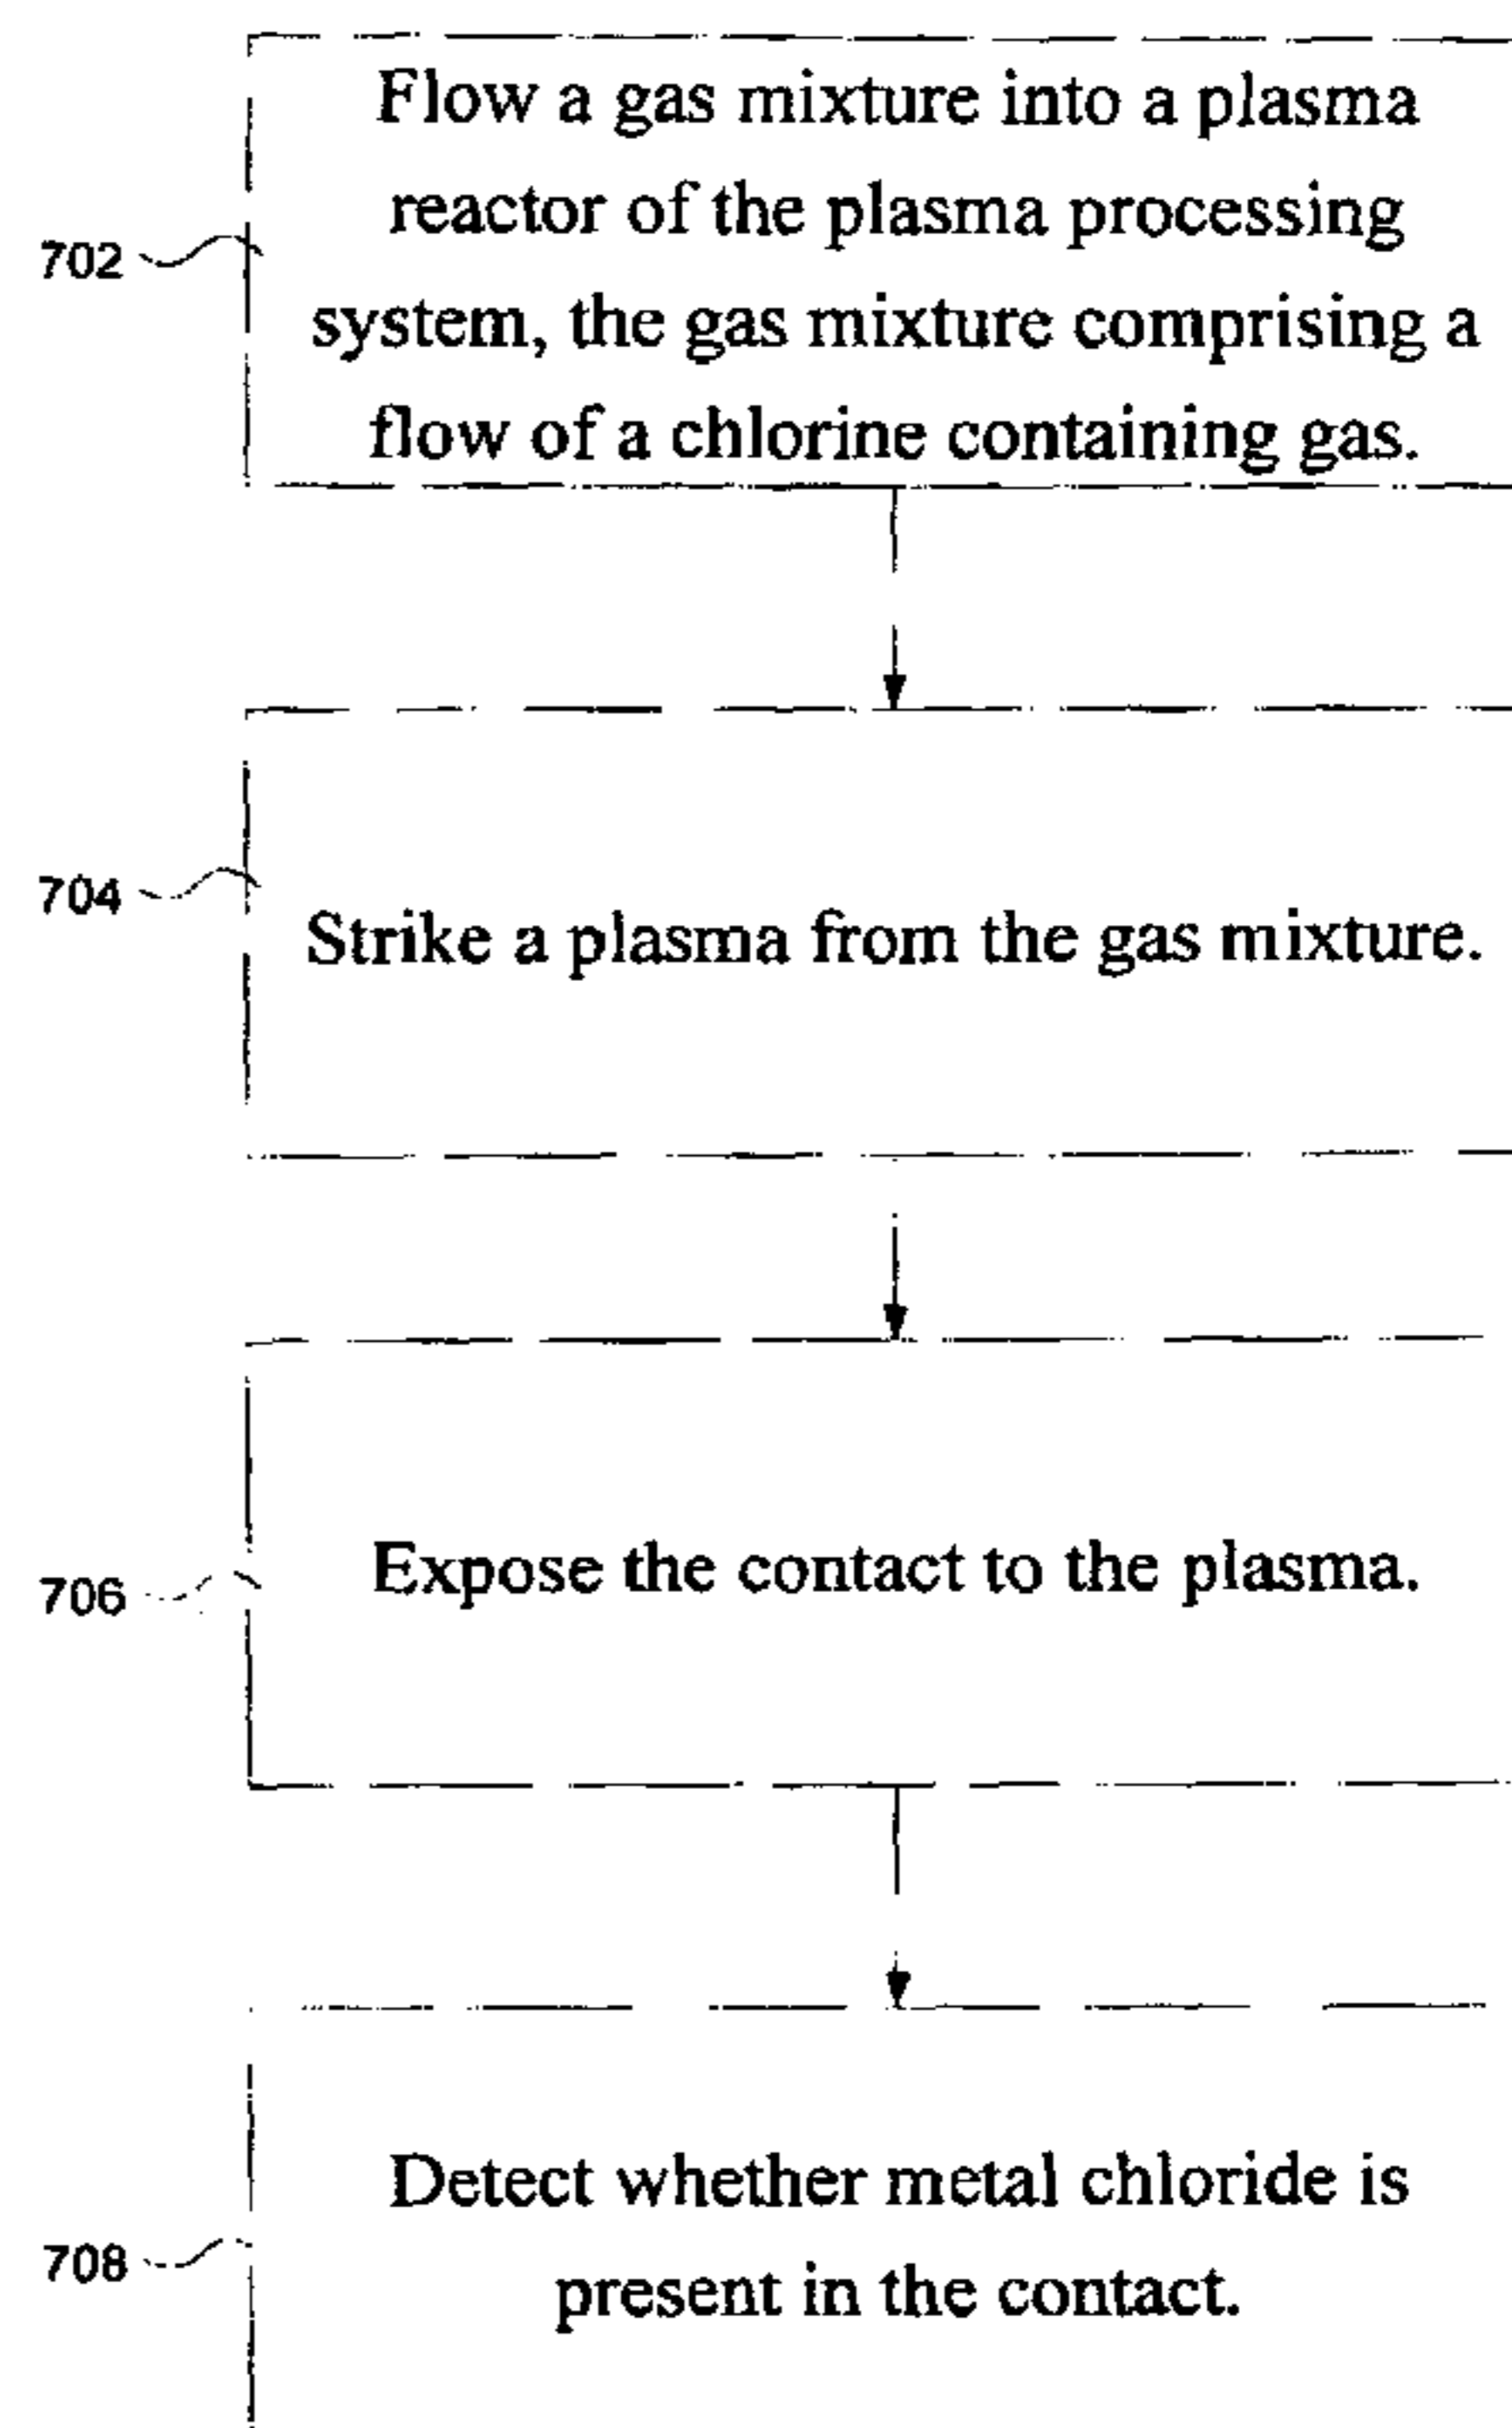 Flow a gas mixture into a plasma
reactor of the plasma processing
702
system, the gas mixture comprising a
flow of a chlorine containing gas.
704
Strike a plasma from the gas mixture.
Expose the contact to the plasma.
706
Detect whether metal chloride is
708
present in the contact.